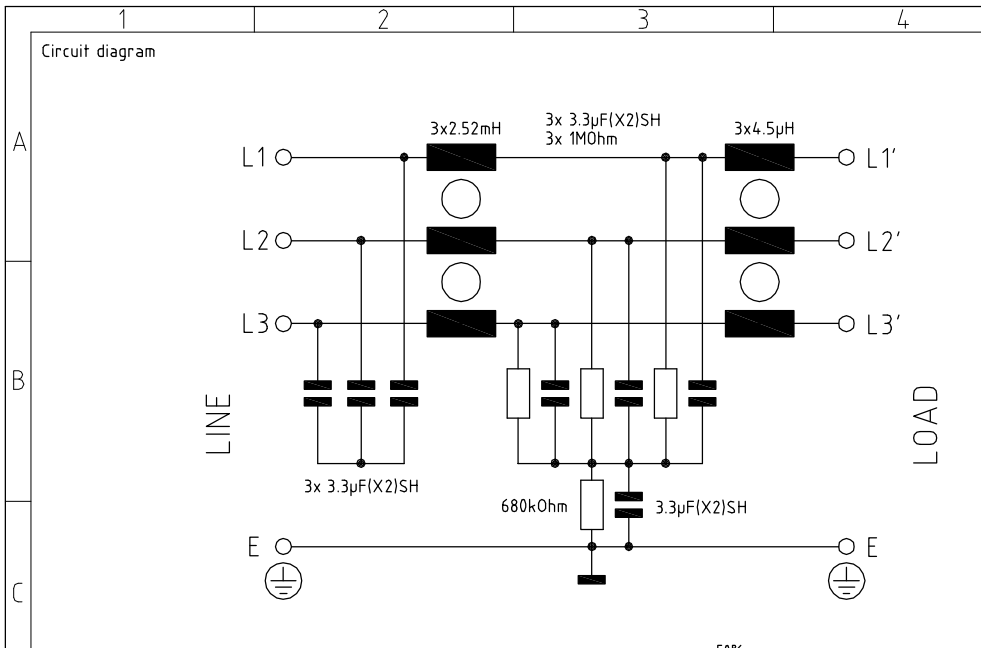 1 2 3 4
Circuit diagram
A
3x2.52mH
3x 3.3µF(X2)SH
3x 1MOhm
3x4.5µH
L1
L1'
L2
L2'
L3
L3'
B
LINE
LOAD
3x 3.3µF(X2)SH
680kOhm
3.3µF(X2)SH
E
E
C